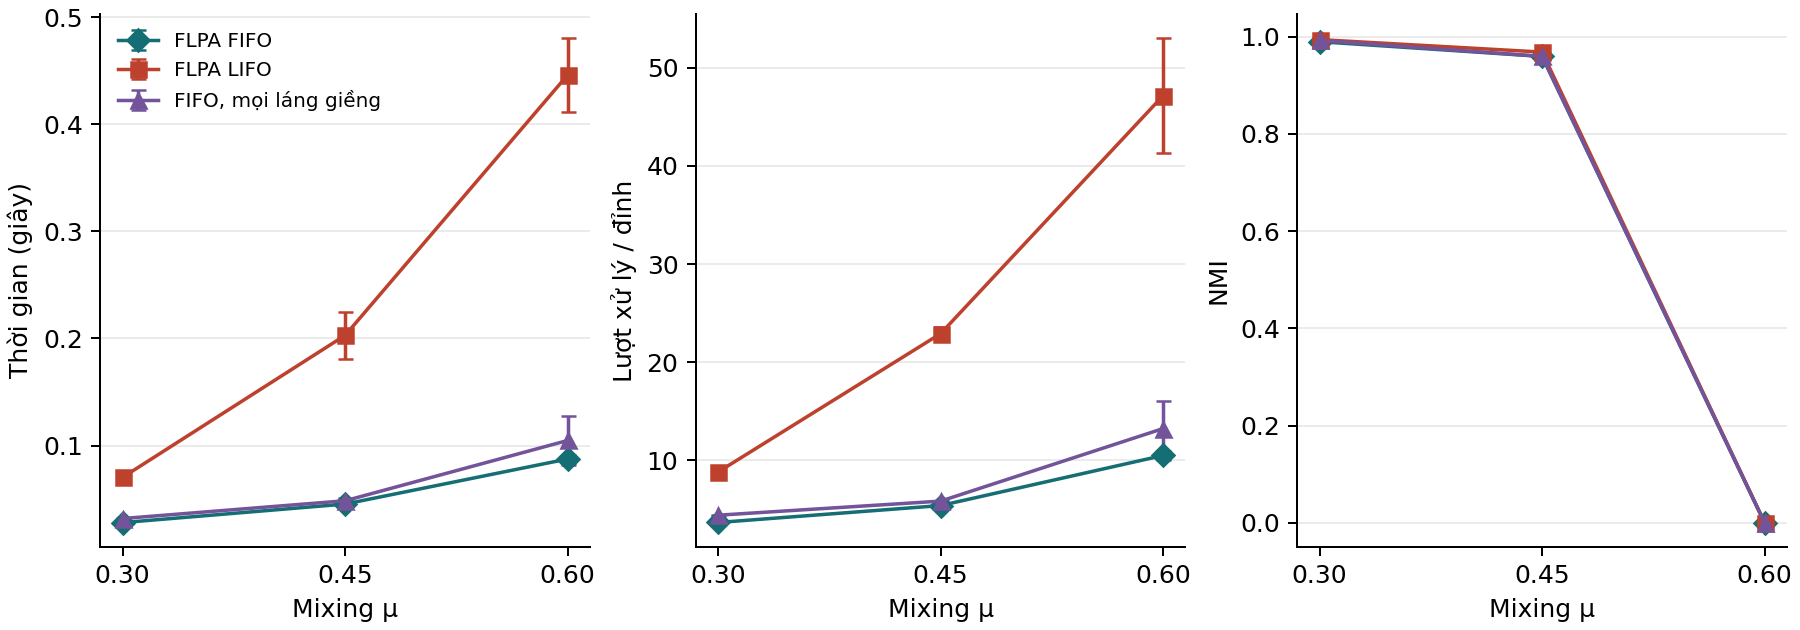 FLPA FIFO
FLPA LIFO
FIFO, mọi láng giềng
Thời gian (giây)
0.5
0.4
0.3
0.2
0.1
0.30
0.45
0.60
Mixing μ
Lượt xử lý / đỉnh
50
40
30
20
10
0.30
0.45
0.60
Mixing μ
NMI
1.0
0.8
0.6
0.4
0.2
0.0
0.30
0.45
0.60
Mixing μ